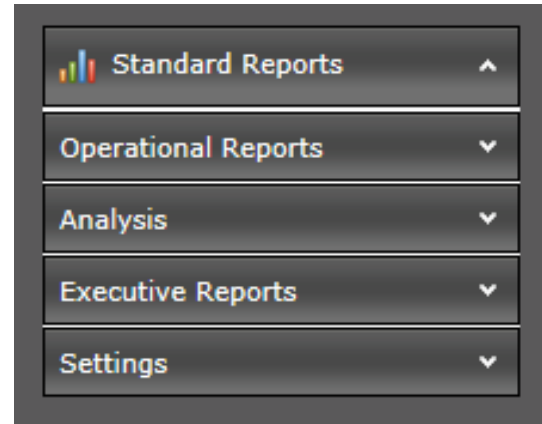 Standard Reports
Operational Reports
Analysis
Executive Reports
Settings